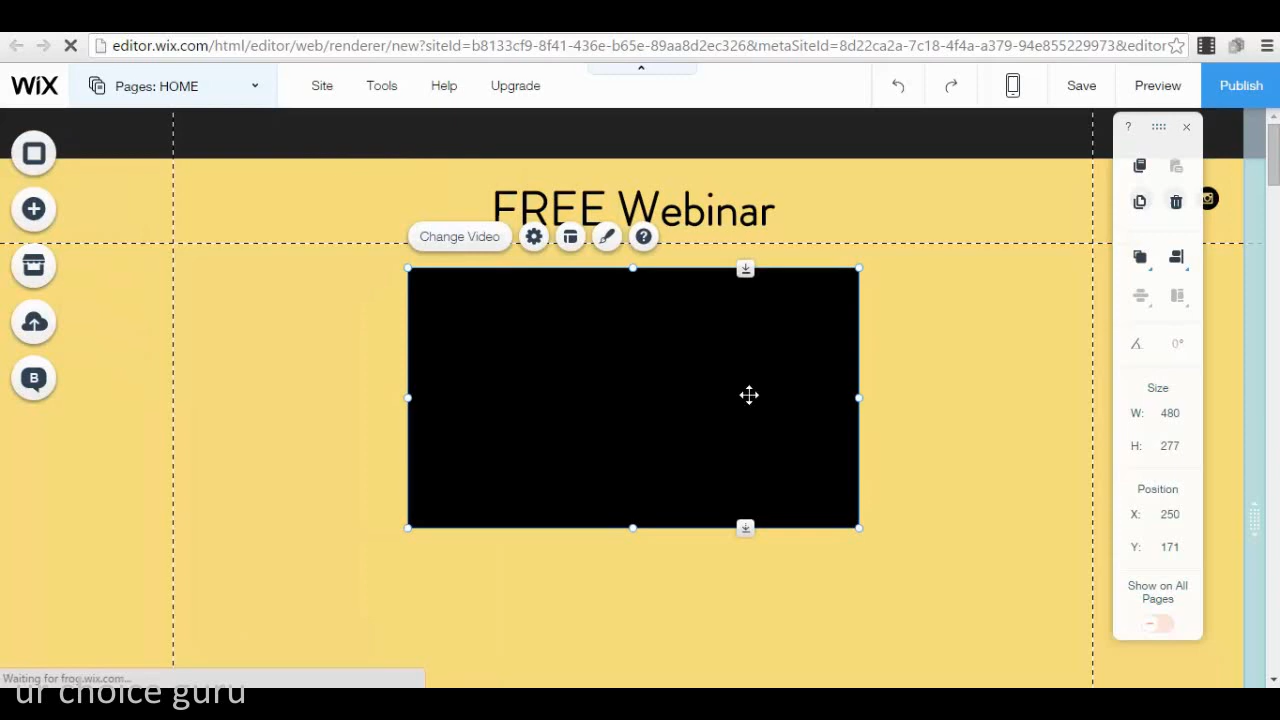 editor.wix.com/html/editor/web/renderer/new?siteId=b8133cf9-8f41-436e-b65e-89aa8d2ec326&metaSiteId=8d22ca2a-7c18-4f4a-a379-94e855229973&editor
WiX
Pages: HOME
Site
Tools
Help
Upgrade
Save
Preview
Publish
?
FREE Webinar
Change Video
?
B
0°
Size
W: 480
H: 277
Position
X: 250
Y: 171
Show on All
Pages
Waiting for frog.wix.com...
ur choice guru